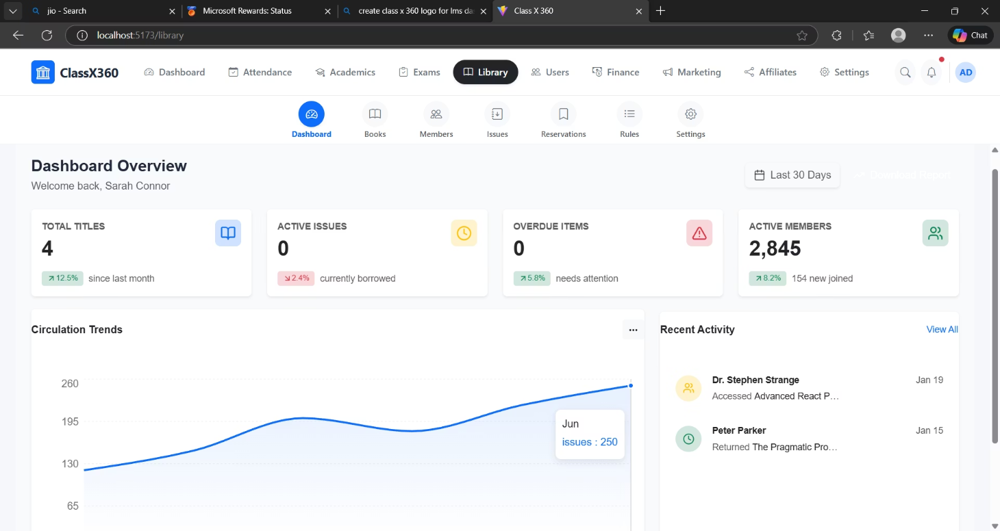 jio - Search
Microsoft Rewards: Status
create class x 360 logo for lms da
Class X 360
localhost:5173/library
Chat
ClassX360
Dashboard
Attendance
Academics
Exams
Library
Users
Finance
Marketing
Affiliates
Settings
AD
Dashboard
Books
Members
Issues
Reservations
Rules
Settings
Dashboard Overview
Welcome back, Sarah Connor
Last 30 Days
Download Report
TOTAL TITLES
4
12.5% since last month
ACTIVE ISSUES
0
2.4% currently borrowed
OVERDUE ITEMS
0
5.8% needs attention
ACTIVE MEMBERS
2,845
8.2% 154 new joined
Circulation Trends
260
195
130
65
Jun
issues : 250
Recent Activity
View All
Dr. Stephen Strange
Jan 19
Accessed Advanced React P...
Peter Parker
Jan 15
Returned The Pragmatic Pro...